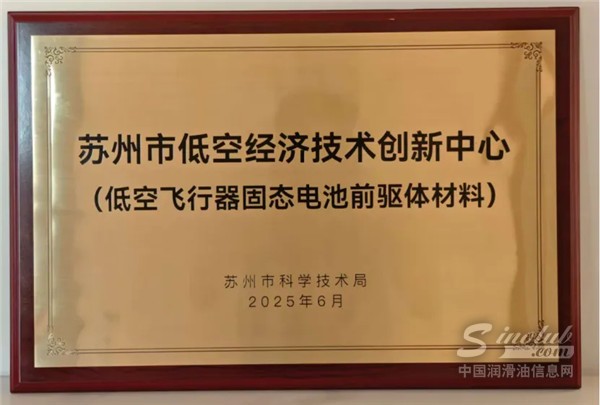 苏州市低空经济技术创新中心
（低空飞行器固态电池前驱体材料）
苏州市科学技术局
2025年6月
Sinolub
.com
中国润滑油信息网